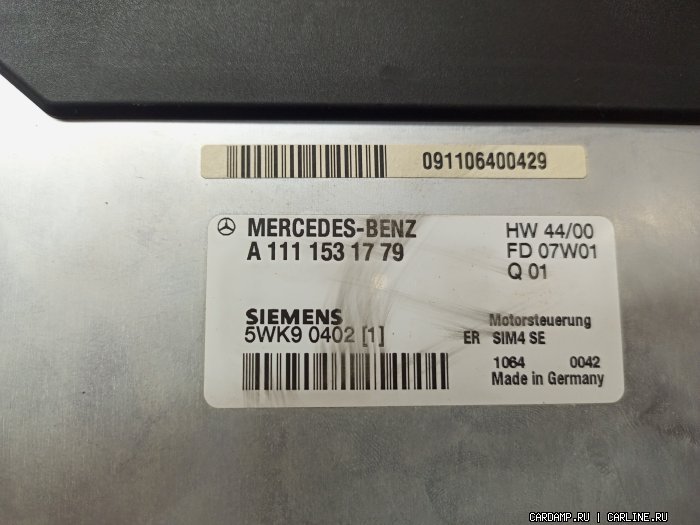 091106400429
MERCEDES-BENZ HW 44/00
A 111 153 17 79 FD 07W01
Q 01
SIEMENS Motorsteuerung
5WK9 0402 [1] ER SIM4 SE
1064 0042
Made in Germany
CARDAMP.RU | CARLINE.RU